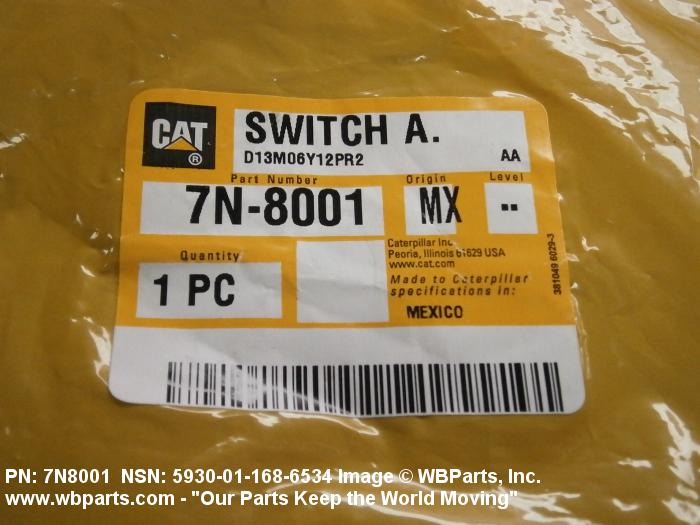 CAT
®
SWITCH A.
D13M06Y12PR2
AA
Part Number
Origin
Level
7N-8001
MX
--
Quantity
1 PC
Caterpillar Inc.
Peoria, Illinois 61629 USA
www.cat.com
Made to Caterpillar
specifications in:
MEXICO
381049 6029-3
PN: 7N8001 NSN: 5930-01-168-6534 Image © WBParts, Inc.
www.wbparts.com - "Our Parts Keep the World Moving"